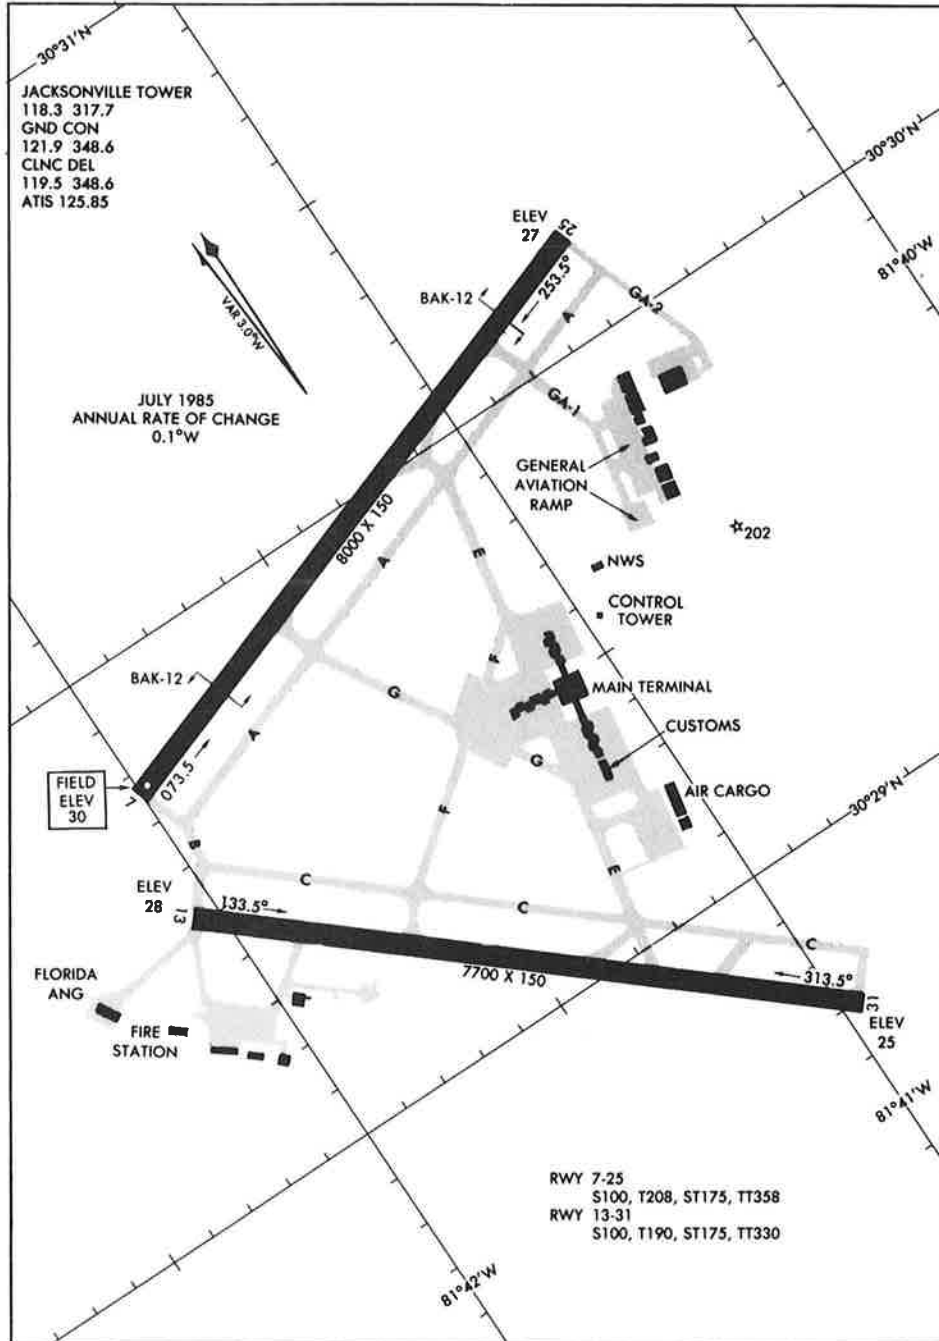 30°31'N
JACKSONVILLE TOWER
118.3 317.7
GND CON
121.9 348.6
CLNC DEL
119.5 348.6
ATIS 125.85
30°30'N
81°40'W
ELEV
27
25
253.5°
BAK-12
A
GA-2
VAR 3.0°W
JULY 1985
ANNUAL RATE OF CHANGE
0.1°W
GA-1
GENERAL
AVIATION
RAMP
202
8000 X 150
A
E
NWS
CONTROL
TOWER
F
BAK-12
G
MAIN TERMINAL
CUSTOMS
A
G
073.5
FIELD
ELEV
30
7
AIR CARGO
30°29'N
F
B
E
C
ELEV
28
13
133.5°
C
C
7700 X 150
313.5°
31
ELEV
25
FLORIDA
ANG
FIRE
STATION
81°41'W
RWY 7-25
S100, T208, ST175, TT358
RWY 13-31
S100, T190, ST175, TT330
81°42'W